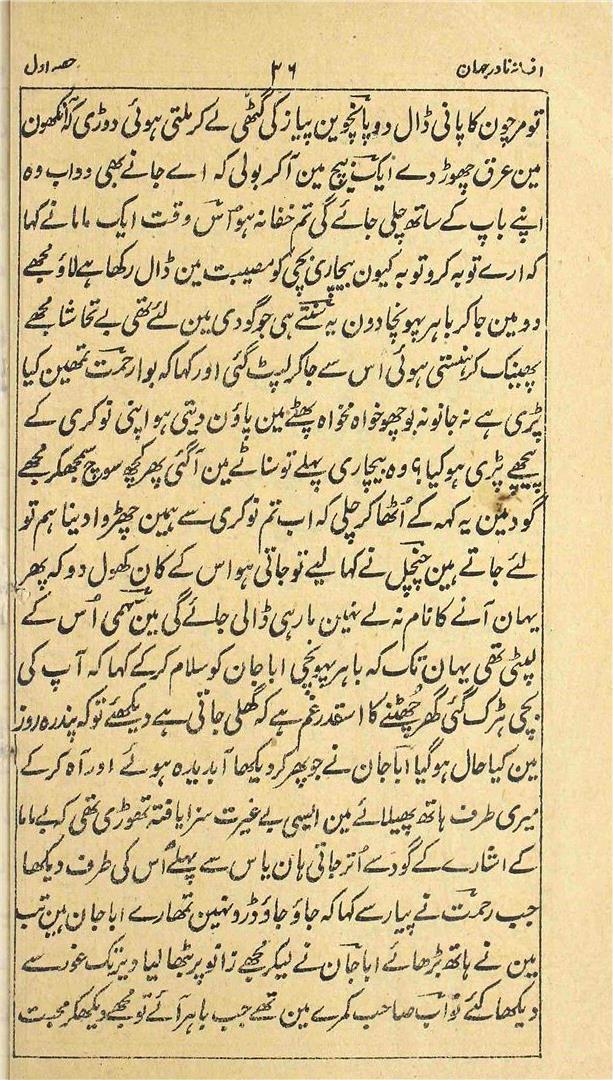 افسانہ نادر جہان ۳۶ حصہ اول
تو مرچون کا پانی ڈال دو پانچوین پیاز کی گٹھی لے کر ملتی ہوئی دوڑی کہ آنکھون
مین عرق چھوڑ دے ایک بیچ مین آکر بولی کہ اے جانے بھی دو اب وہ
اپنے باپ کے ساتھ چلی جائے گی تم خفا نہ ہو اُس وقت ایک ماما نے کہا
کہ ارے توبہ کرو توبہ کیون بیچاری بچی کو مصیبت مین ڈال رکھا ہے لاؤ مجھے
دو مین جاکر باہر پہونچا دون یہ سنتے ہی جو گودی مین لئے تھی بے تحاشا مجھے
پھینک کر ہنستی ہوئی اس سے جاکر لپٹ گئی اور کہا کہ بوا رحمت تمھین کیا
پڑی ہے نہ جانو نہ بوجھو خواہ مخواہ پھٹے مین پاؤن دیتی ہو اپنی نوکری کے
پیچھے پڑی ہو کیا؟ وہ بیچاری پہلے تو سناٹے مین آگئی پھر کچھ سوچ سمجھکر مجھے
گود مین یہ کہہ کے اُٹھا کر چلی کہ اب تم نوکری سے ہمین چھڑوا دینا ہم تو
لئے جاتے ہین چنچل نے کہا لیے تو جاتی ہو اس کے کان کھول دو کہ پھر
یہان آنے کا نام نہ لے نہین مار ہی ڈالی جائے گی مین سہمی اُس کے
لپٹی تھی یہان تک کہ باہر پہونچی ابا جان کو سلام کرکے کہا کہ آپ کی
بچی ہڑک گئی گھر چُھٹنے کا اسقدر غم ہے کہ گھلی جاتی ہے دیکھئے تو کہ پندرہ روز
مین کیا حال ہو گیا ابا جان نے جو پھر کر دیکھا آبدیدہ ہوئے اور آہ کرکے
میری طرف ہاتھ پھیلائے مین ایسی بے غیرت سزا یافتہ تھوڑی تھی کہ بے ماما
کے اشارے کے گود سے اُتر جاتی ہان یاس سے پہلے اُس کی طرف دیکھا
جب رحمت نے پیار سے کہا کہ جاؤ جاؤ ڈرو نہین تمھارے ابا جان ہین تب
مین نے ہاتھ بڑھائے ابا جان نے لیکر مجھے زانو پر بٹھا لیا دیر تک غور سے
دیکھا کئے نواب صاحب کمرے مین تھے جب باہر آئے تو مجھے دیکھکر محبت